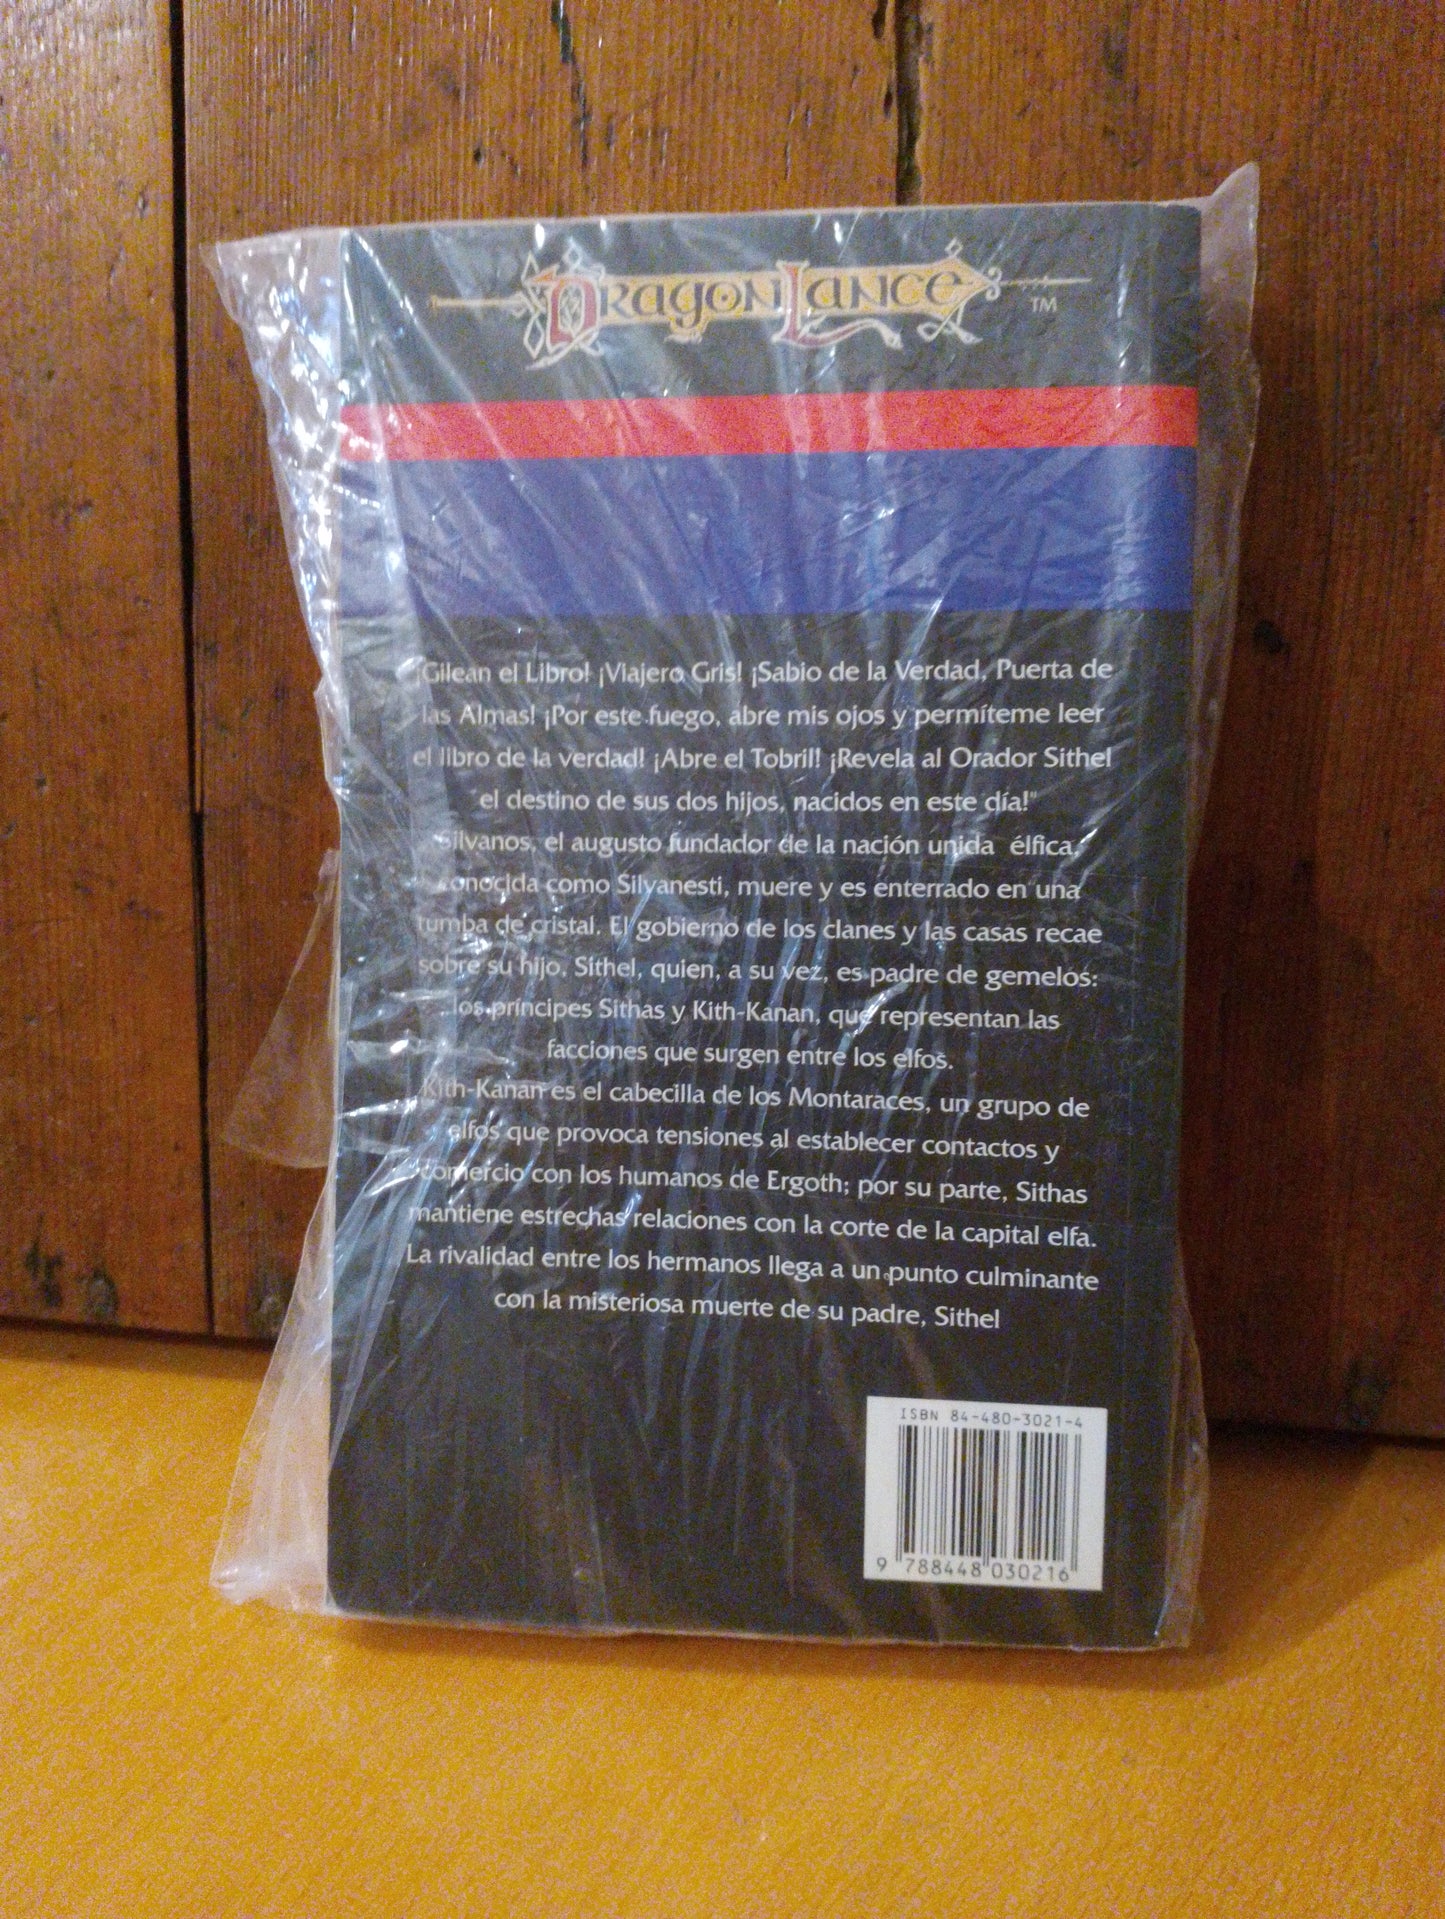 DragonLance
TM
¡Gilean el Libro! ¡Viajero Gris! ¡Sabio de la Verdad, Puerta de
las Almas! ¡Por este fuego, abre mis ojos y permíteme leer
el libro de la verdad! ¡Abre el Tobril! ¡Revela al Orador Sithel
el destino de sus dos hijos, nacidos en este día!"
Silvanos, el augusto fundador de la nación unida élfica,
conocida como Silvanesti, muere y es enterrado en una
tumba de cristal. El gobierno de los clanes y las casas recae
sobre su hijo, Sithel, quien, a su vez, es padre de gemelos:
los príncipes Sithas y Kith-Kanan, que representan las
facciones que surgen entre los elfos.
Kith-Kanan es el cabecilla de los Montaraces, un grupo de
elfos que provoca tensiones al establecer contactos y
comercio con los humanos de Ergoth; por su parte, Sithas
mantiene estrechas relaciones con la corte de la capital elfa.
La rivalidad entre los hermanos llega a un punto culminante
con la misteriosa muerte de su padre, Sithel
ISBN 84-480-3021-4
9 788448 030216